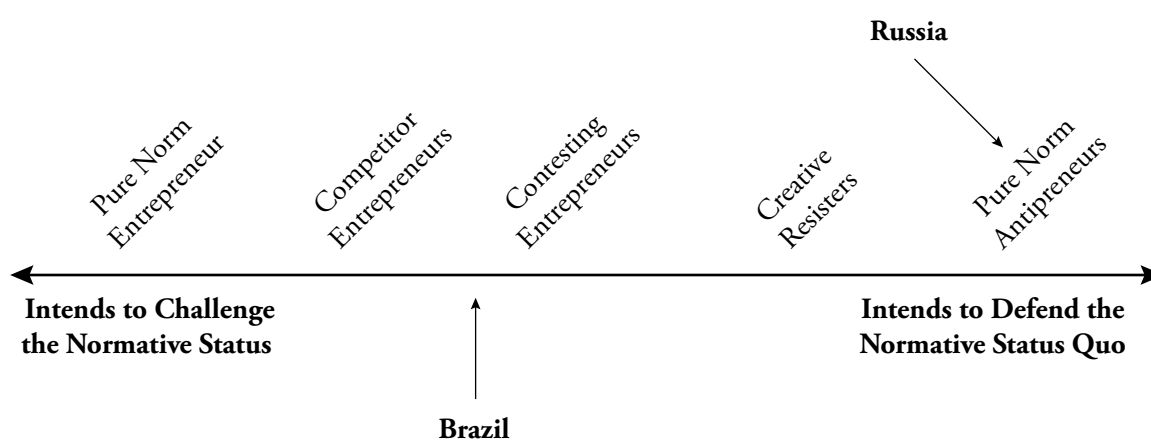 Russia
Pure Norm
Entrepreneur
Competitor
Entrepreneurs
Contesting
Entrepreneurs
Creative
Resisters
Pure Norm
Antipreneurs
Intends to Challenge
the Normative Status
Intends to Defend the
Normative Status Quo
Brazil